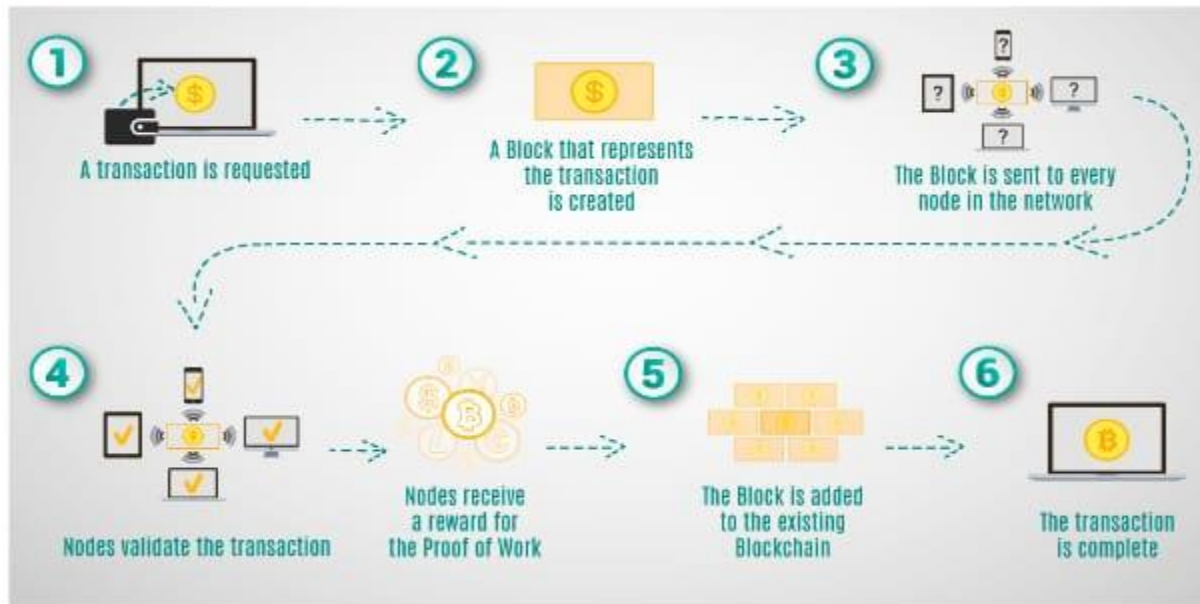 1
A transaction is requested
2
A Block that represents
the transaction
is created
3
The Block is sent to every
node in the network
4
Nodes validate the transaction
Nodes receive
a reward for
the Proof of Work
5
The Block is added
to the existing
Blockchain
6
The transaction
is complete